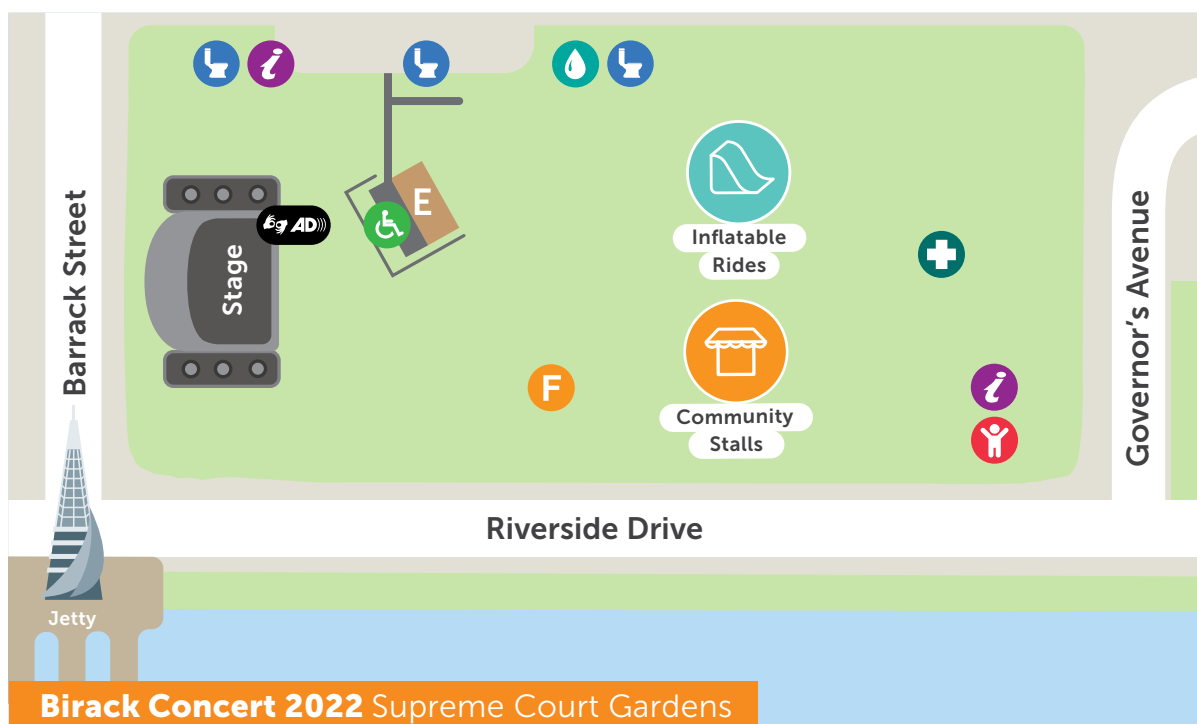 i
E
AD
Stage
Barrack Street
Inflatable
Rides
Governor's Avenue
F
Community
Stalls
i
Riverside Drive
Jetty
Birack Concert 2022 Supreme Court Gardens